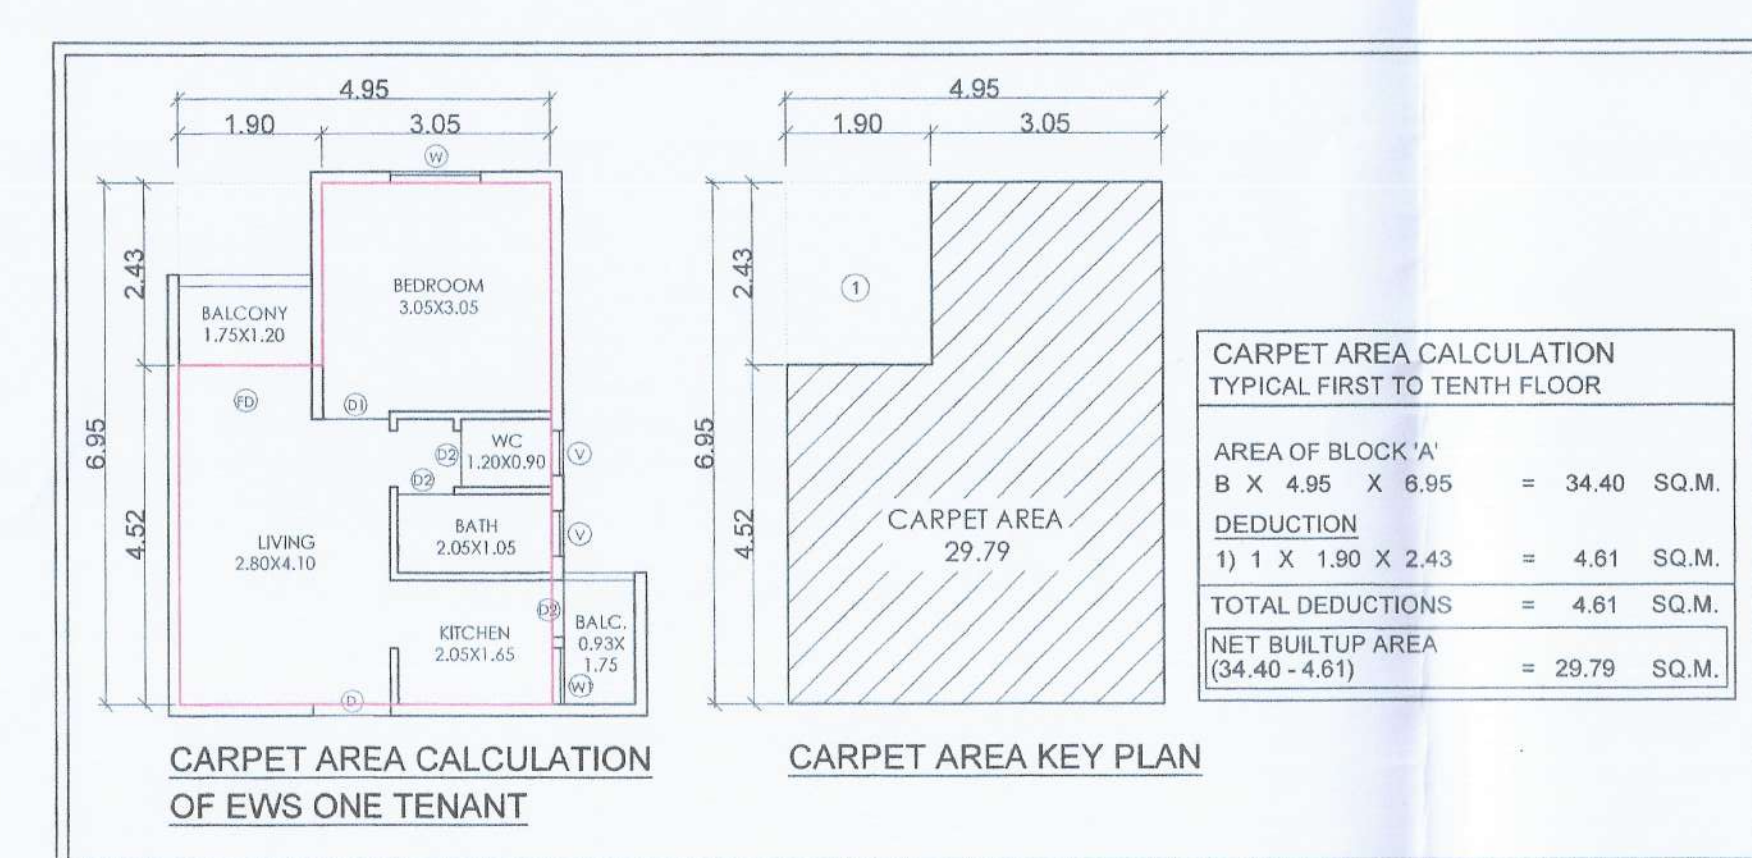 4.95
1.90 3.05
W
2.43
6.95
4.52
BEDROOM
3.05X3.05
BALCONY
1.75X1.20
FD
D1
WC
1.20X0.90
D2
V
D2
BATH
2.05X1.05
V
LIVING
2.80X4.10
D2
KITCHEN
2.05X1.65
BALC.
0.93X
1.75
W1
D
CARPET AREA CALCULATION
OF EWS ONE TENANT
4.95
1.90 3.05
2.43
6.95
4.52
1
CARPET AREA
29.79
CARPET AREA KEY PLAN
CARPET AREA CALCULATION
TYPICAL FIRST TO TENTH FLOOR
AREA OF BLOCK 'A'
B X 4.95 X 6.95 = 34.40 SQ.M.
DEDUCTION
1) 1 X 1.90 X 2.43 = 4.61 SQ.M.
TOTAL DEDUCTIONS = 4.61 SQ.M.
NET BUILTUP AREA
(34.40 - 4.61) = 29.79 SQ.M.